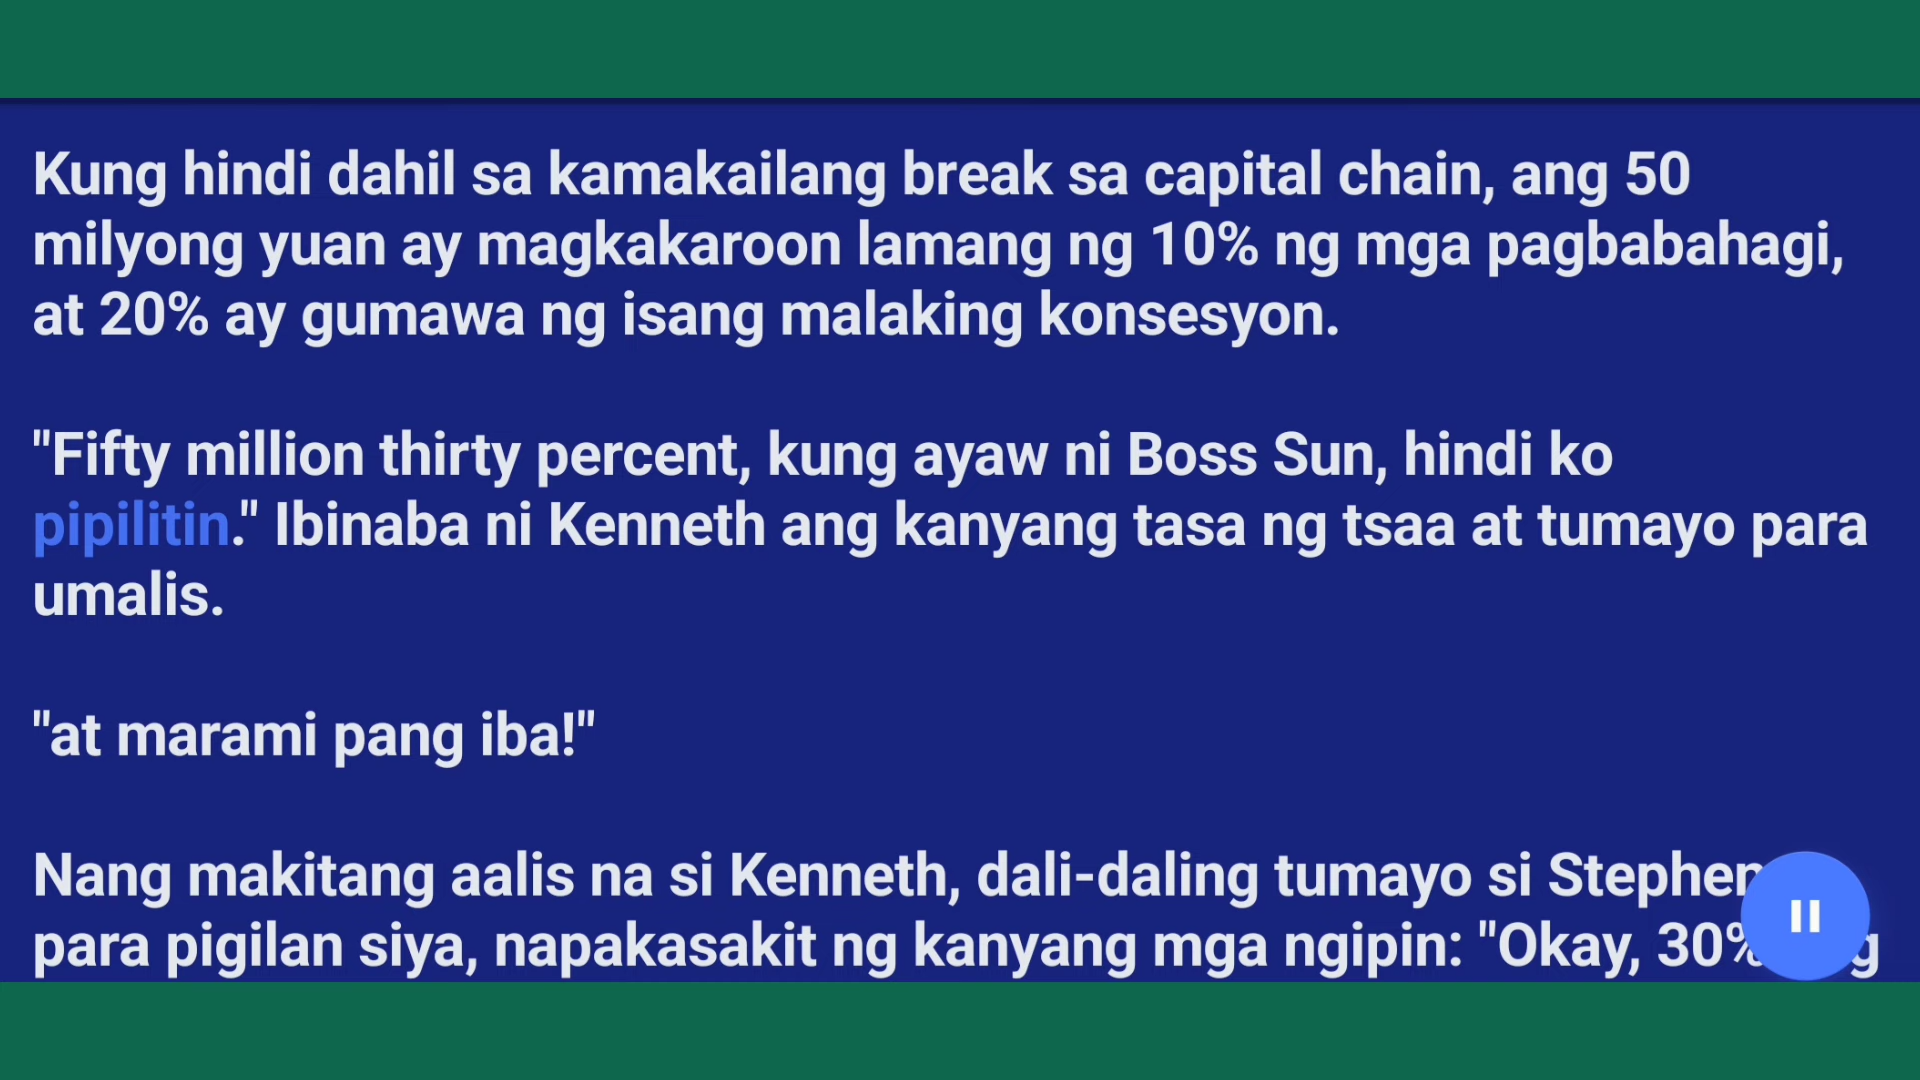 Kung hindi dahil sa kamakailang break sa capital chain, ang 50
milyong yuan ay magkakaroon lamang ng 10% ng mga pagbabahagi,
at 20% ay gumawa ng isang malaking konsesyon.
"Fifty million thirty percent, kung ayaw ni Boss Sun, hindi ko
pipilitin." Ibinaba ni Kenneth ang kanyang tasa ng tsaa at tumayo para
umalis.
"at marami pang iba!"
Nang makitang aalis na si Kenneth, dali-daling tumayo si Stephen
para pigilan siya, napakasakit ng kanyang mga ngipin: "Okay, 30%